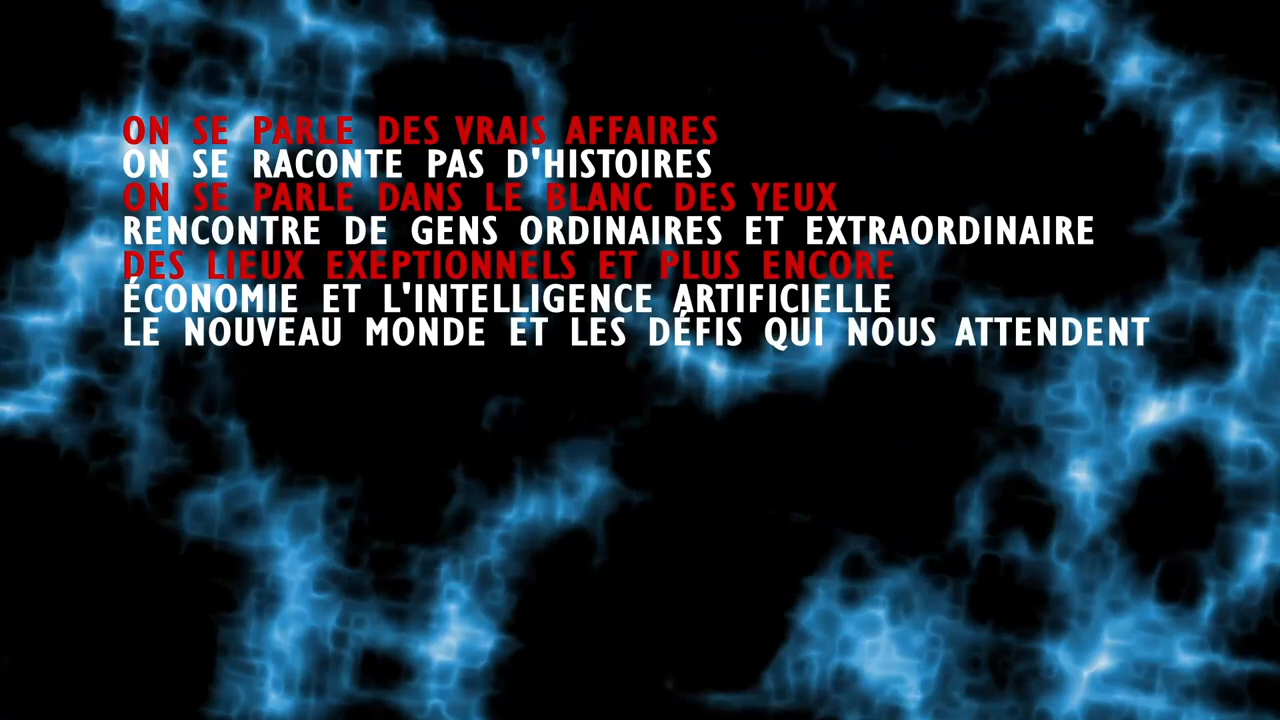 ON SE PARLE DES VRAIS AFFAIRES
ON SE RACONTE PAS D'HISTOIRES
ON SE PARLE DANS LE BLANC DES YEUX
RENCONTRE DE GENS ORDINAIRES ET EXTRAORDINAIRE
DES LIEUX EXEPTIONNELS ET PLUS ENCORE
ÉCONOMIE ET L'INTELLIGENCE ARTIFICIELLE
LE NOUVEAU MONDE ET LES DÉFIS QUI NOUS ATTENDENT